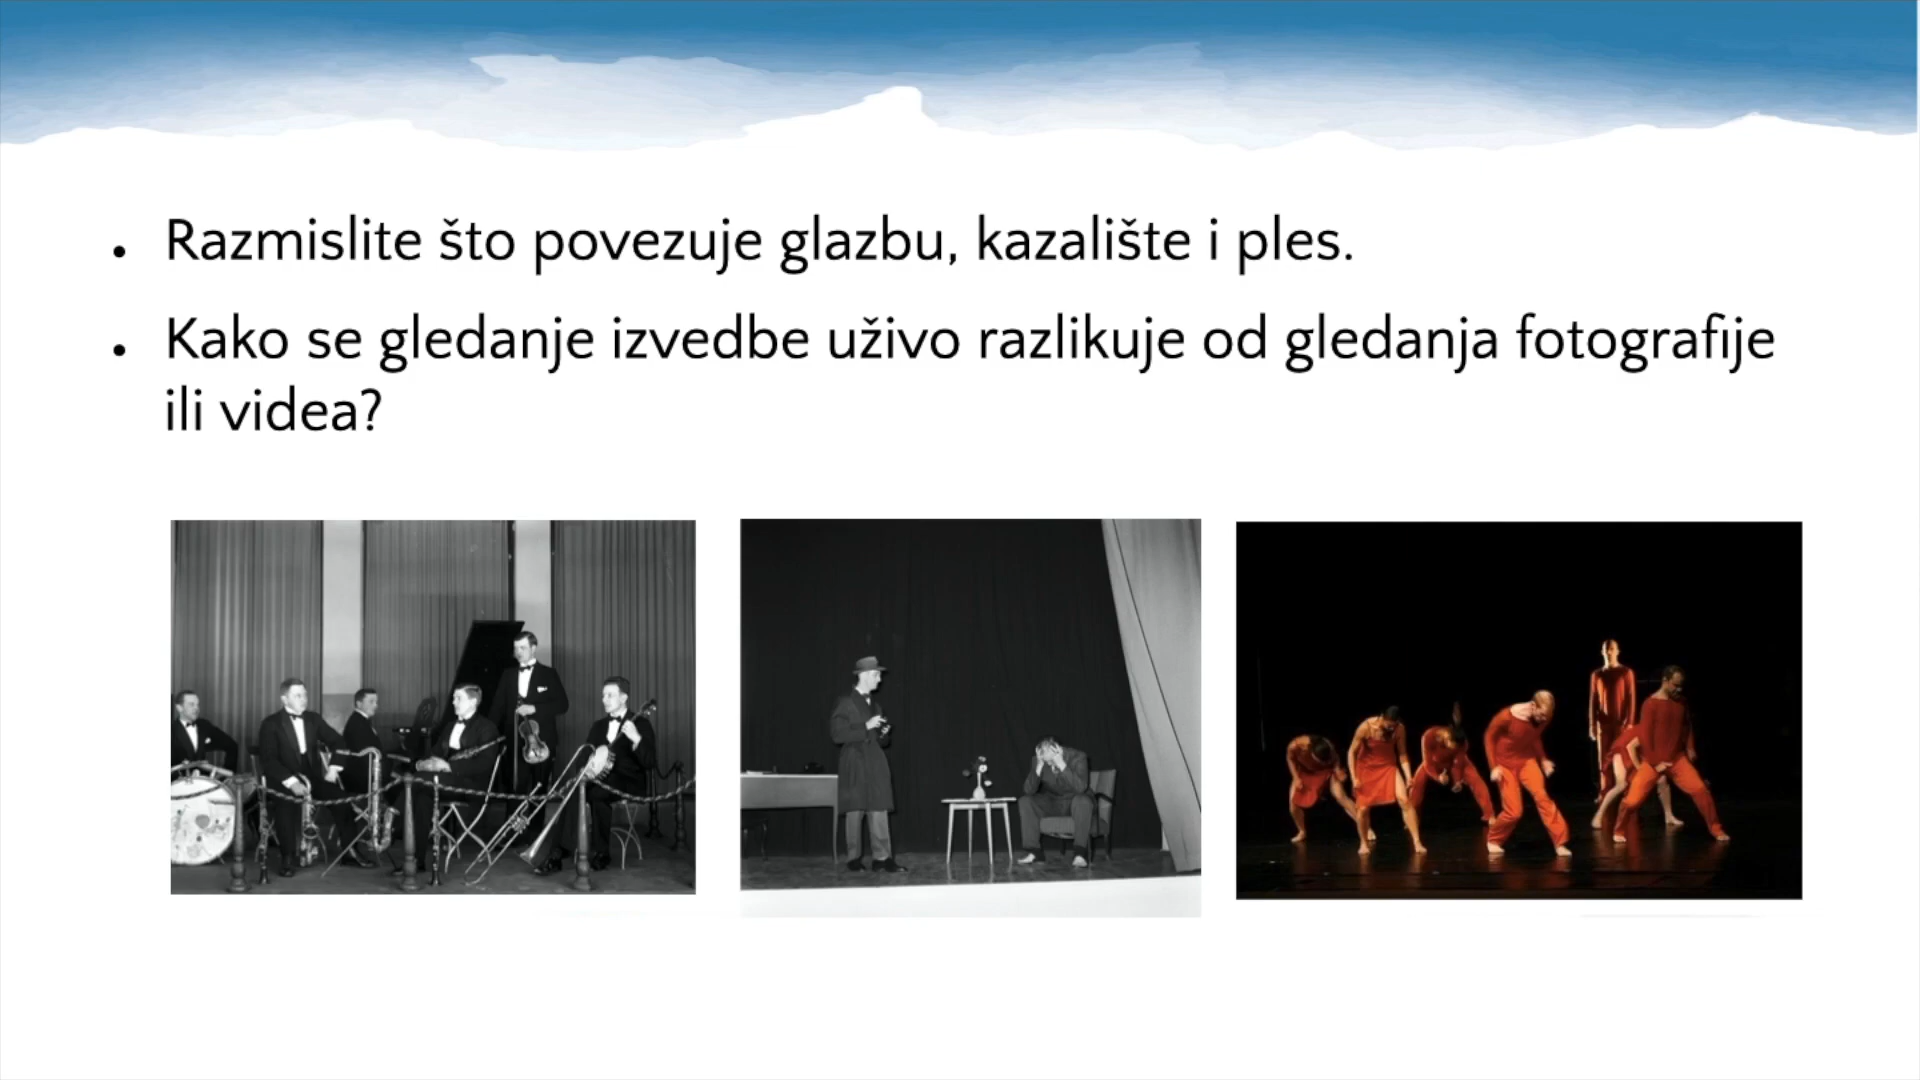 • Razmislite što povezuje glazbu, kazalište i ples.
• Kako se gledanje izvedbe uživo razlikuje od gledanja fotografije
ili videa?